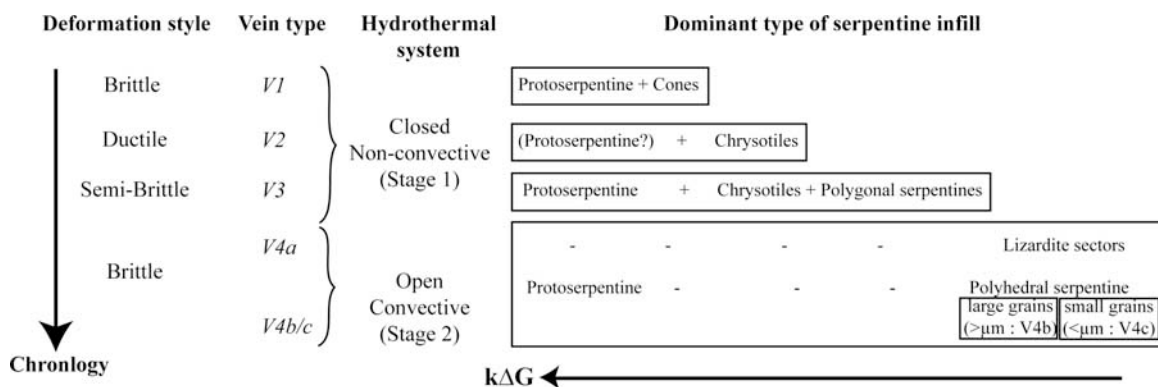 Deformation style Vein type Hydrothermal system Dominant type of serpentine infill
Brittle V1 Protoserpentine + Cones
Ductile V2 Closed Non-convective (Stage 1) (Protoserpentine?) + Chrysotiles
Semi-Brittle V3 Protoserpentine + Chrysotiles + Polygonal serpentines
V4a - - - - Lizardite sectors
Brittle Protoserpentine - - - Polyhedral serpentine
V4b/c Open Convective (Stage 2) large grains (>μm : V4b) small grains (<μm : V4c)
Chronlogy
kΔG